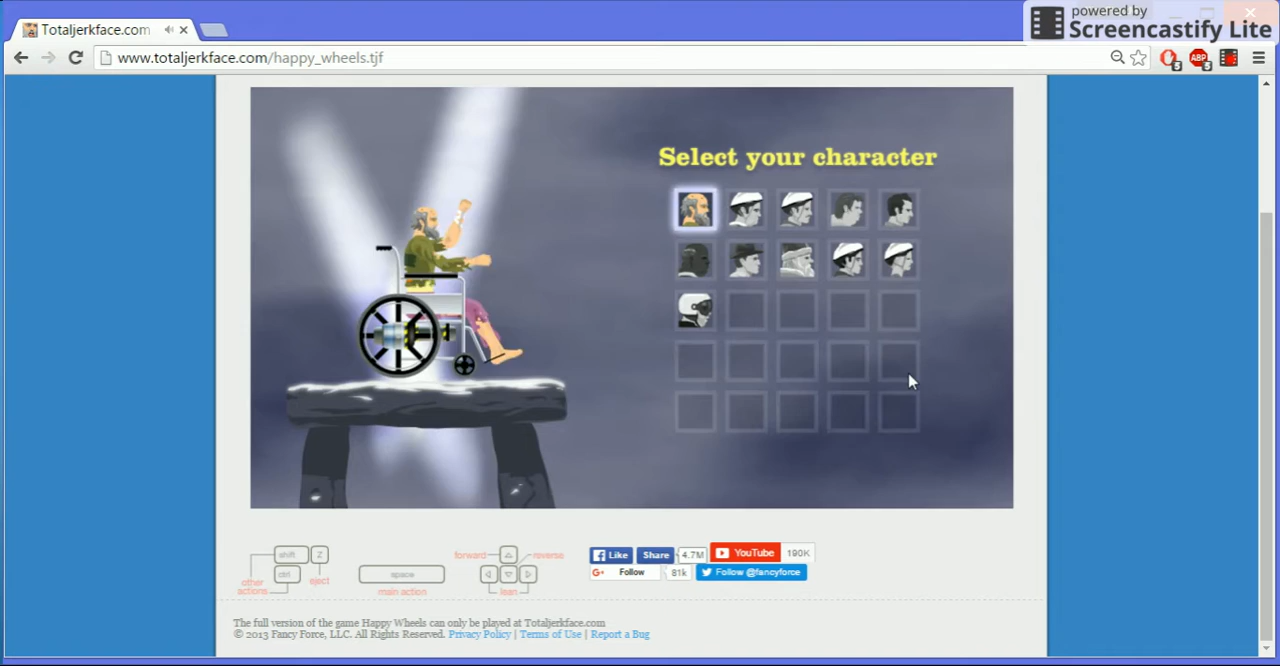 powered by
Screencastify Lite
Totaljerkface.com
www.totaljerkface.com/happy_wheels.tjf
5
ABP
5
Select your character
shift
Z
ctrl
eject
other
actions
space
main action
forward
reverse
lean
Like
Share
4.7M
YouTube
190K
G+
Follow
81k
Follow @fancyforce
The full version of the game Happy Wheels can only be played at Totaljerkface.com
© 2013 Fancy Force, LLC. All Rights Reserved. Privacy Policy | Terms of Use | Report a Bug